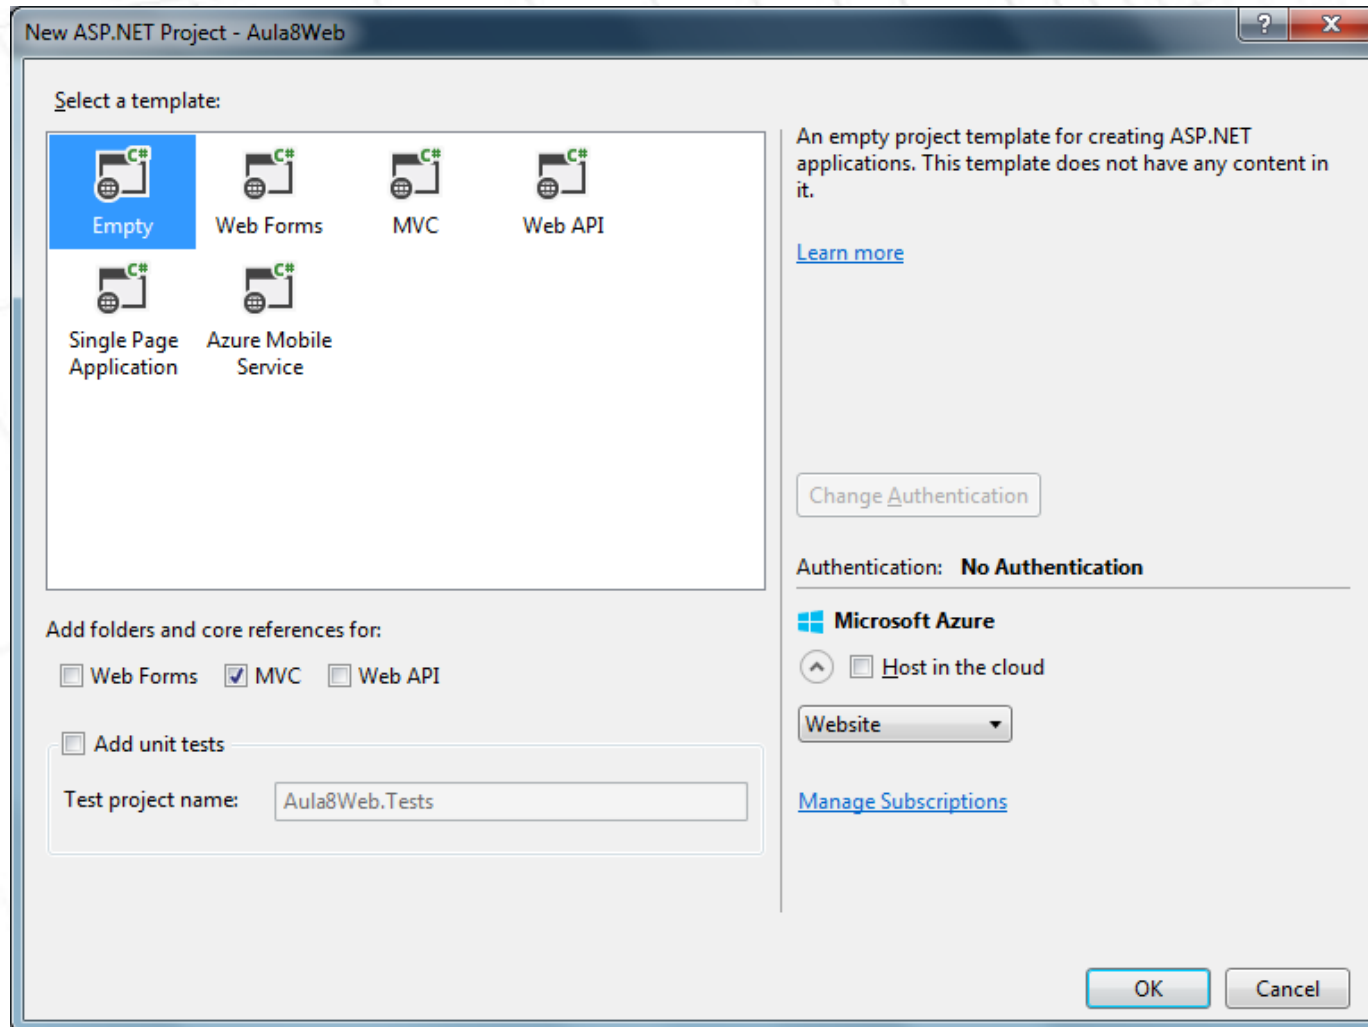 New ASP.NET Project - Aula8Web
Select a template:
C# C# C# C#
Empty Web Forms MVC Web API
C# C#
Single Page Azure Mobile
Application Service
An empty project template for creating ASP.NET
applications. This template does not have any content in
it.
Learn more
Change Authentication
Authentication: No Authentication
Add folders and core references for:
Web Forms MVC Web API
Add unit tests
Test project name: Aula8Web.Tests
Microsoft Azure
Host in the cloud
Website
Manage Subscriptions
OK Cancel